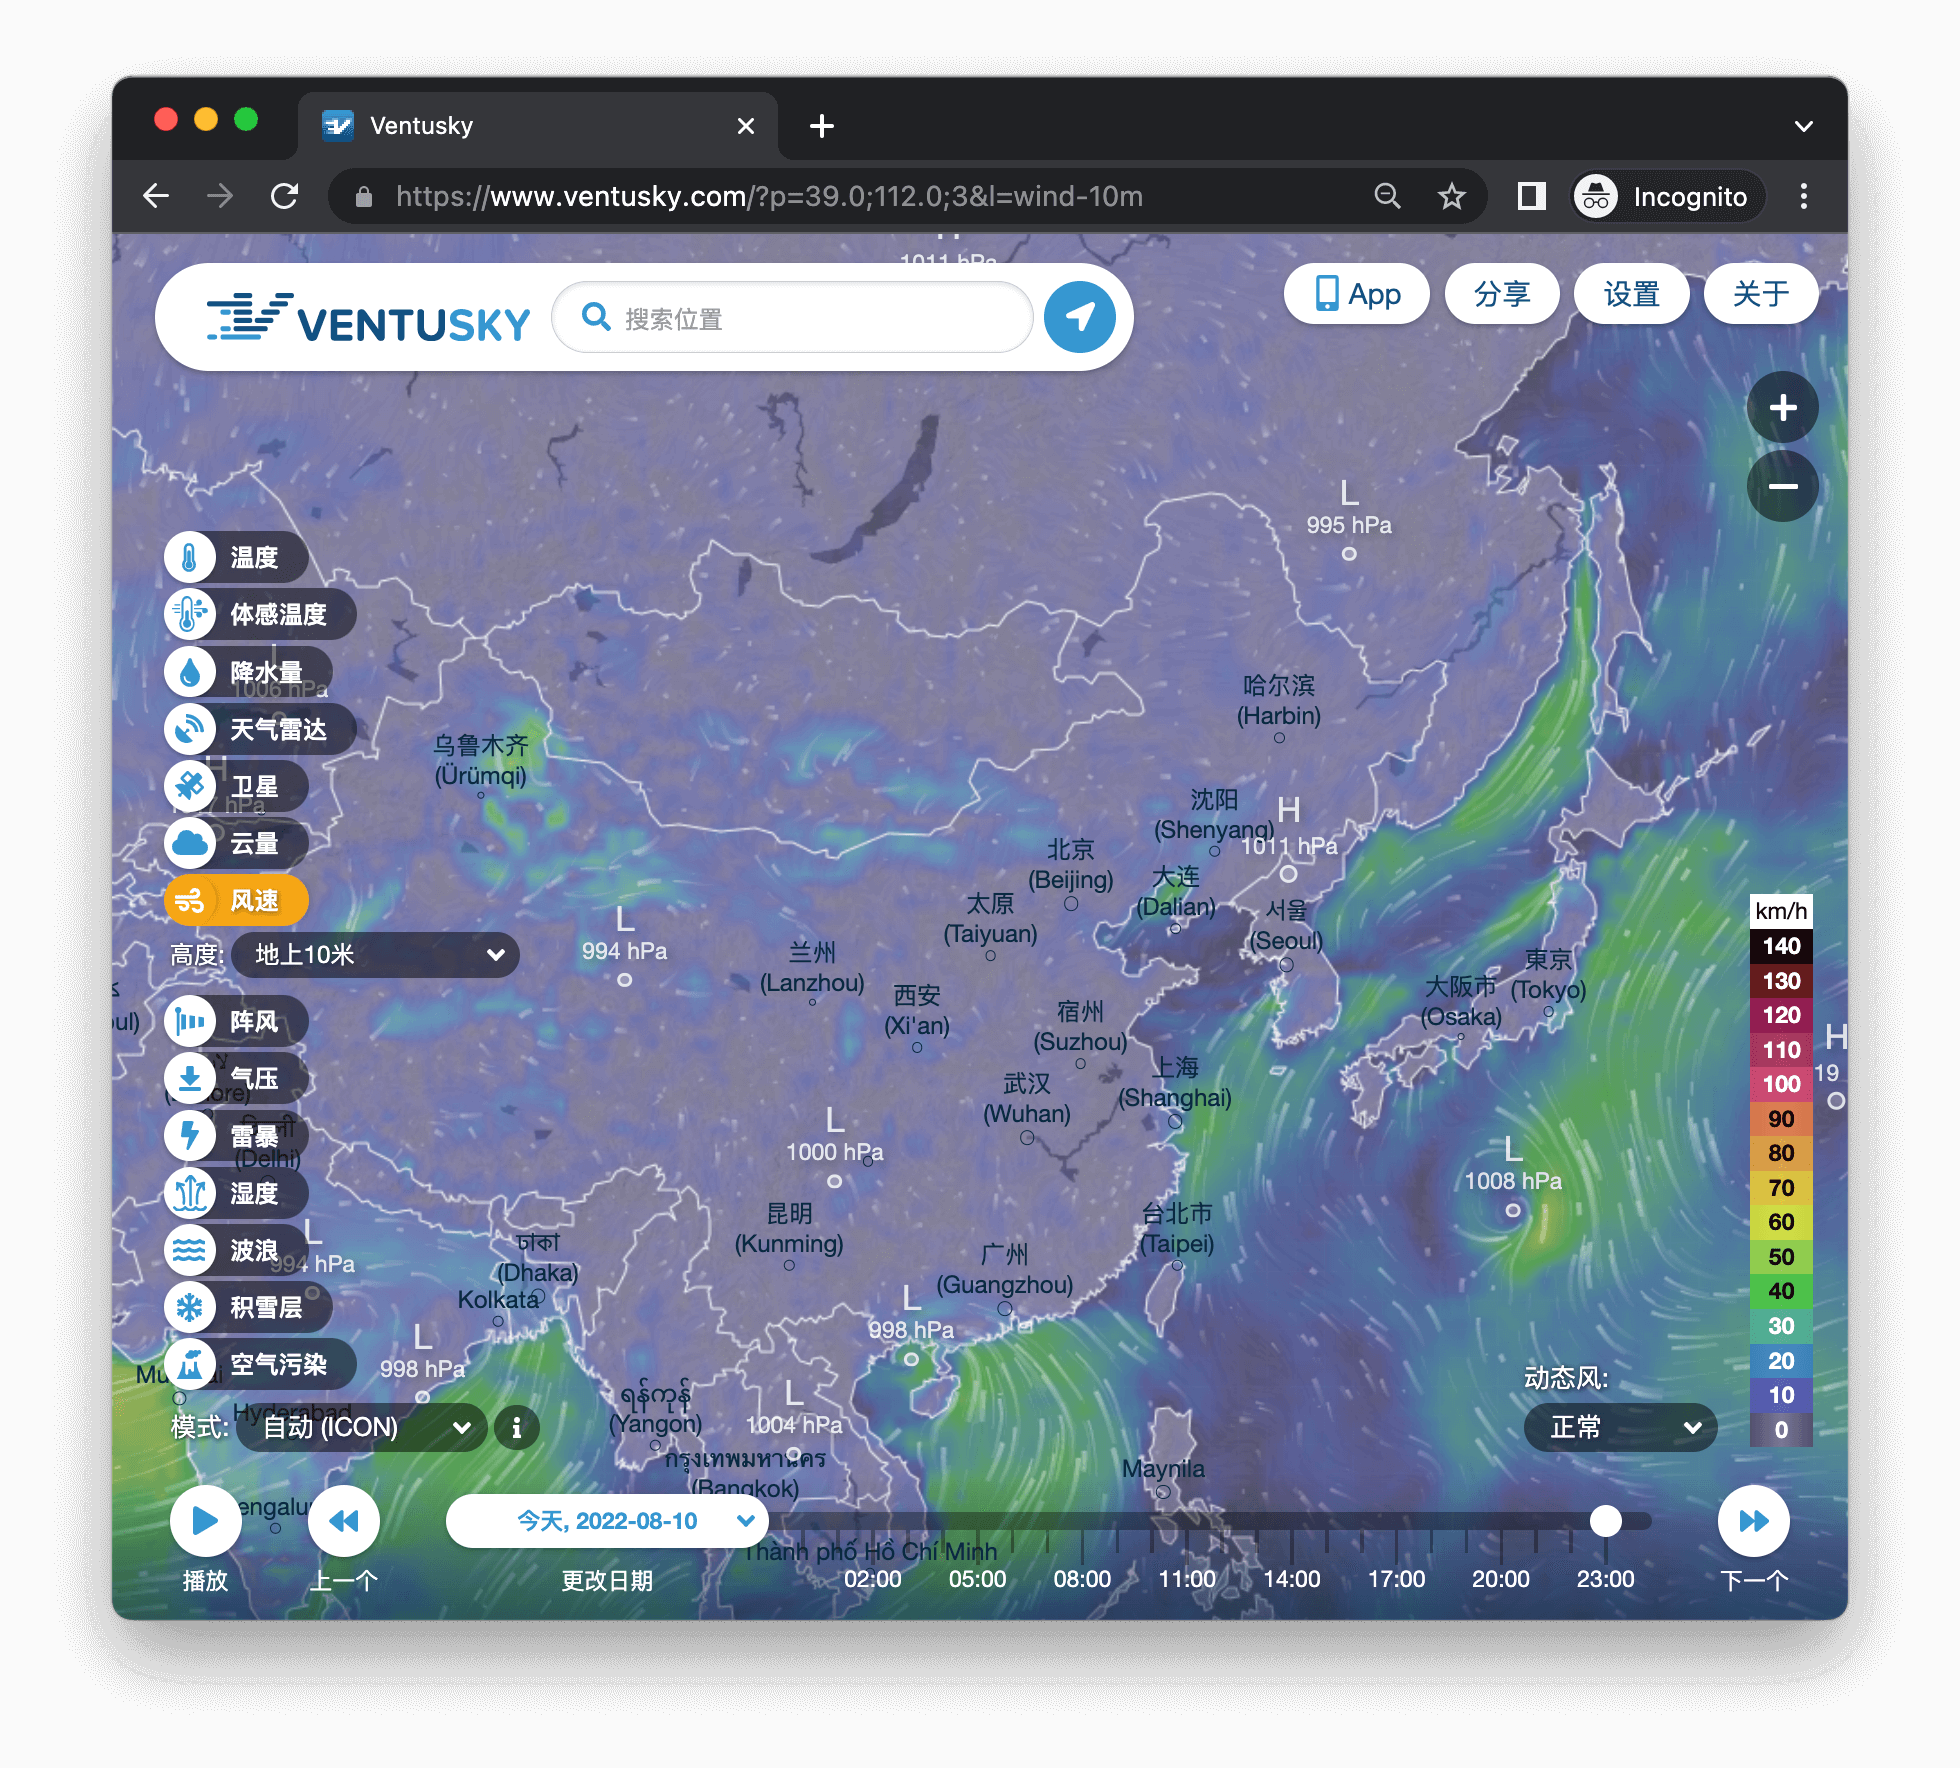 Ventusky
https://www.ventusky.com/?p=39.0;112.0;3&l=wind-10m
Incognito
1011 hPa
VENTUSKY
搜索位置
App
分享
设置
关于
L
995 hPa
温度
体感温度
降水量
1006 hPa
天气雷达
H
hPa
卫星
云量
风速
高度:
地上10米
阵风
气压
雷暴
(Delhi)
湿度
波浪
L
994 hPa
积雪层
空气污染
Hyderabad
模式:
自动 (ICON)
i
哈尔滨
(Harbin)
乌鲁木齐
(Ürümqi)
沈阳
(Shenyang)
H
1011 hPa
北京
(Beijing)
大连
(Dalian)
太原
(Taiyuan)
서울
(Seoul)
L
994 hPa
兰州
(Lanzhou)
西安
(Xi'an)
宿州
(Suzhou)
東京
(Tokyo)
大阪市
(Osaka)
上海
(Shanghai)
武汉
(Wuhan)
L
1000 hPa
L
1008 hPa
H
19
昆明
(Kunming)
台北市
(Taipei)
广州
(Guangzhou)
ঢাকা
(Dhaka)
Kolkata
L
998 hPa
L
998 hPa
L
1004 hPa
ရန်ကုန်
(Yangon)
กรุงเทพมหานคร
(Bangkok)
Maynila
Thành phố Hồ Chí Minh
km/h
140
130
120
110
100
90
80
70
60
50
40
30
20
10
0
动态风:
正常
播放
上一个
今天, 2022-08-10
更改日期
02:00
05:00
08:00
11:00
14:00
17:00
20:00
23:00
下一个